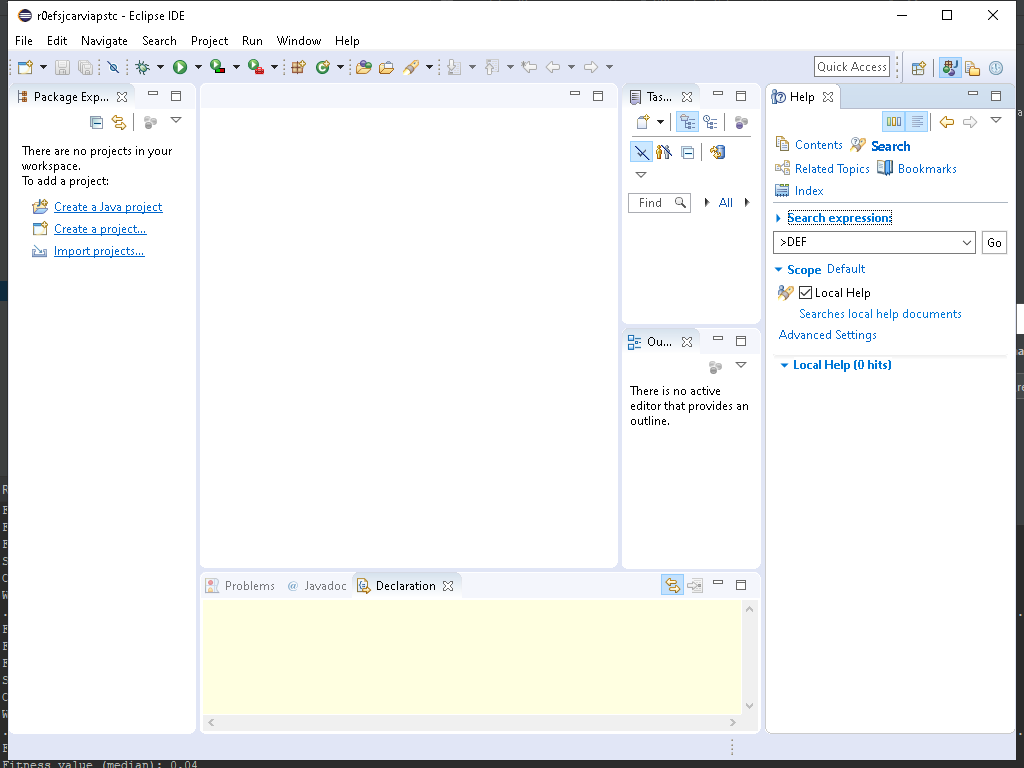 r0efsjcarviapstc - Eclipse IDE
File Edit Navigate Search Project Run Window Help
Quick Access
Package Exp...
There are no projects in your
workspace.
To add a project:
Create a Java project
Create a project...
Import projects...
Tas...
Find
All
Ou...
There is no active
editor that provides an
outline.
Problems @ Javadoc Declaration
Help
Contents Search
Related Topics Bookmarks
Index
Search expression:
>DEF
Go
Scope Default
Local Help
Searches local help documents
Advanced Settings
Local Help (0 hits)
Fitness value (median): 0.04